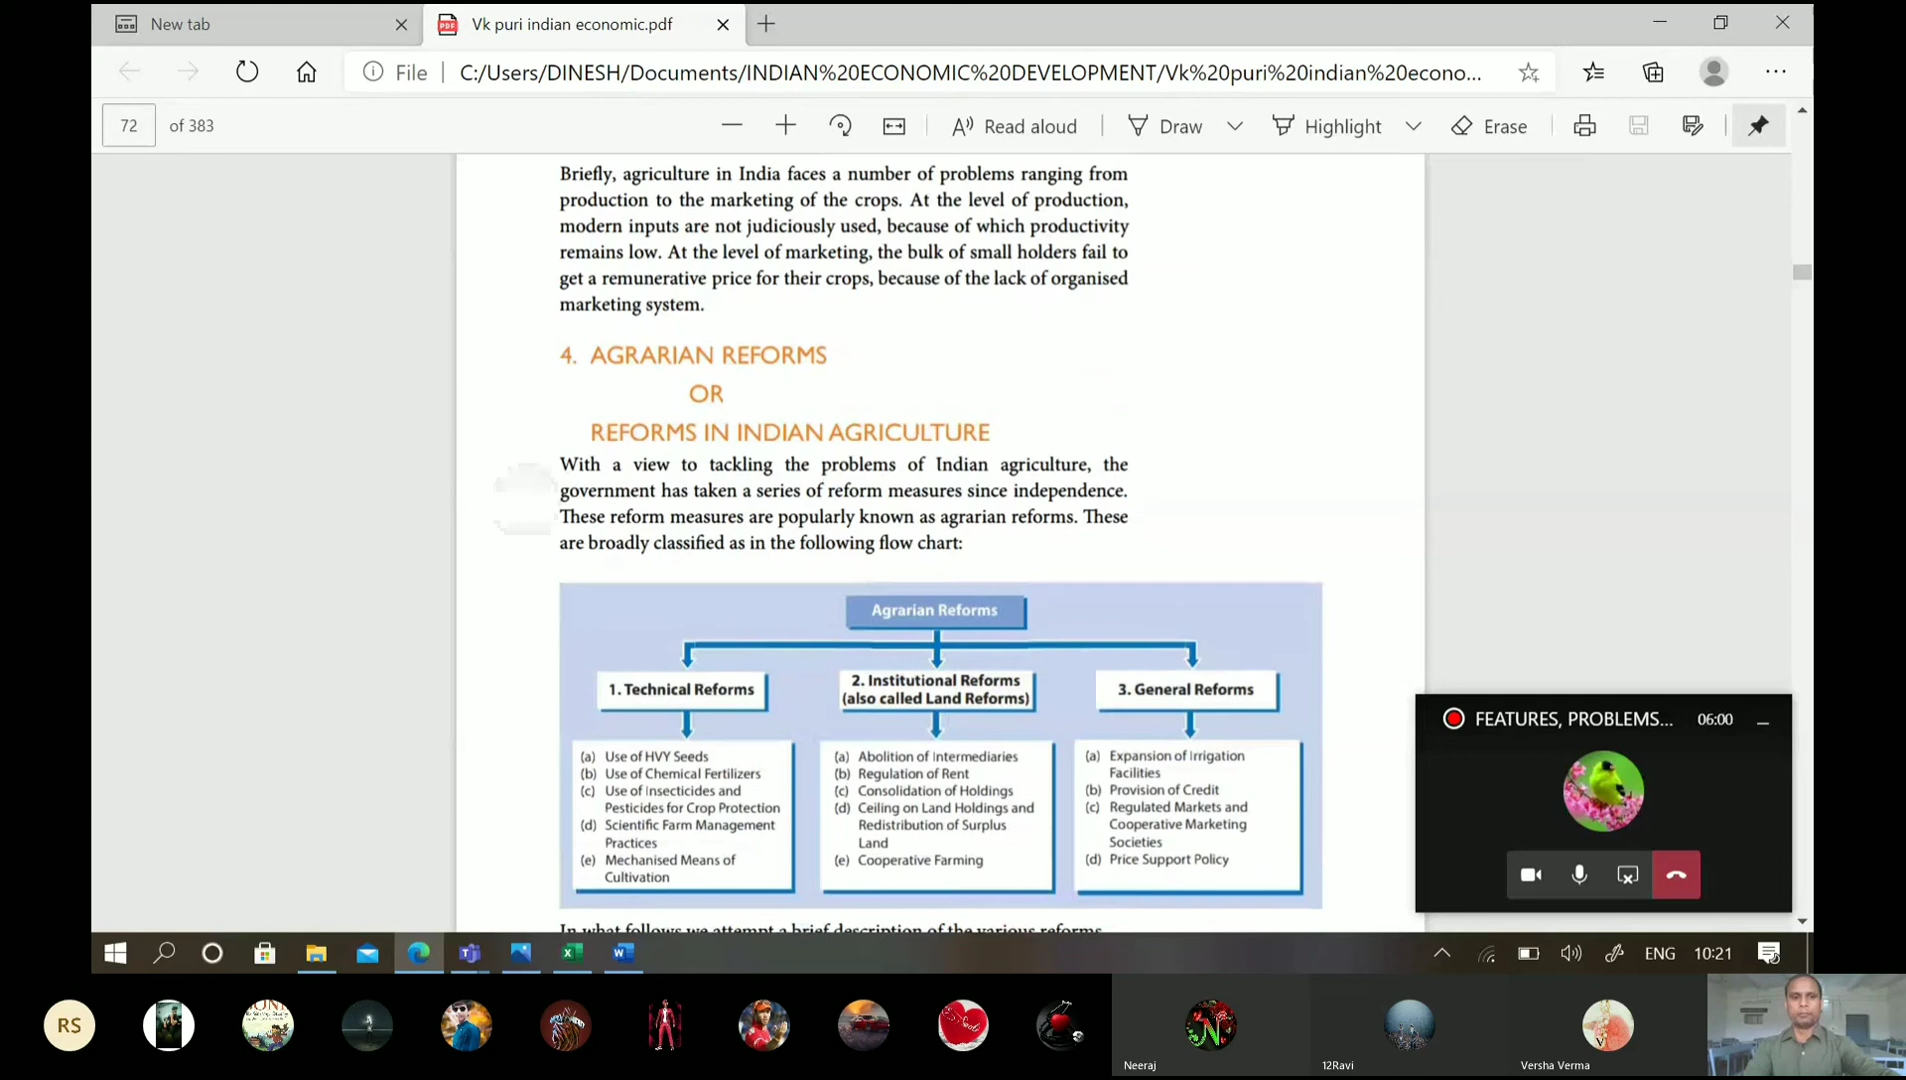 New tab
Vk puri indian economic.pdf
File
C:/Users/DINESH/Documents/INDIAN%20ECONOMIC%20DEVELOPMENT/Vk%20puri%20indian%20econo...
72 of 383
Read aloud
Draw
Highlight
Erase
Briefly, agriculture in India faces a number of problems ranging from
production to the marketing of the crops. At the level of production,
modern inputs are not judiciously used, because of which productivity
remains low. At the level of marketing, the bulk of small holders fail to
get a remunerative price for their crops, because of the lack of organised
marketing system.
4. AGRARIAN REFORMS
OR
REFORMS IN INDIAN AGRICULTURE
With a view to tackling the problems of Indian agriculture, the
government has taken a series of reform measures since independence.
These reform measures are popularly known as agrarian reforms. These
are broadly classified as in the following flow chart:
Agrarian Reforms
1. Technical Reforms
(a) Use of HVY Seeds
(b) Use of Chemical Fertilizers
(c) Use of Insecticides and
Pesticides for Crop Protection
(d) Scientific Farm Management
Practices
(e) Mechanised Means of
Cultivation
2. Institutional Reforms
(also called Land Reforms)
(a) Abolition of Intermediaries
(b) Regulation of Rent
(c) Consolidation of Holdings
(d) Ceiling on Land Holdings and
Redistribution of Surplus
Land
(e) Cooperative Farming
3. General Reforms
(a) Expansion of Irrigation
Facilities
(b) Provision of Credit
(c) Regulated Markets and
Cooperative Marketing
Societies
(d) Price Support Policy
In what follows we attempt a brief description of the various reforms
FEATURES, PROBLEMS...
06:00
ENG
10:21
RS
Neeraj
12Ravi
Versha Verma